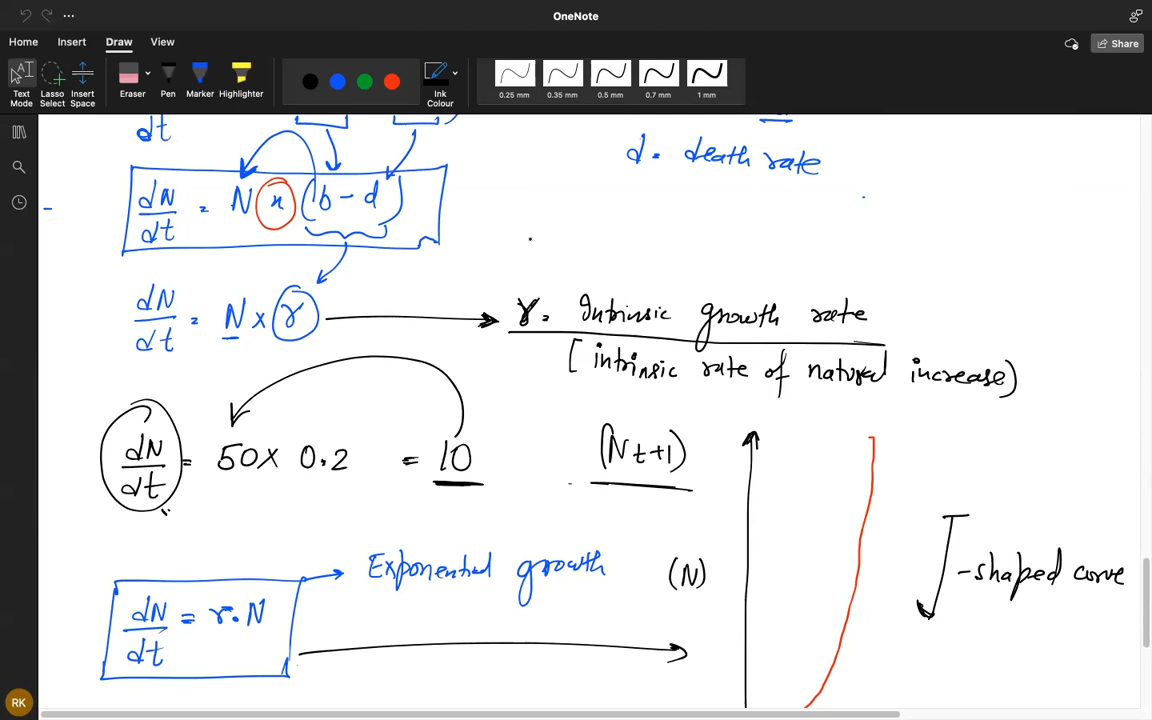 OneNote
Home Insert Draw View
Share
Text Mode
Lasso Select
Insert Space
Eraser
Pen
Marker
Highlighter
Ink Colour
0.25 mm
0.35 mm
0.5 mm
0.7 mm
1 mm
dt
d = death rate
dN/dt = N x (b - d)
dN/dt = N x r
r = Intrinsic growth rate
[intrinsic rate of natural increase)
dN/dt = 50 x 0.2 = 10
(Nt+1)
Exponential growth
(N)
J-shaped curve
dN/dt = r.N
RK